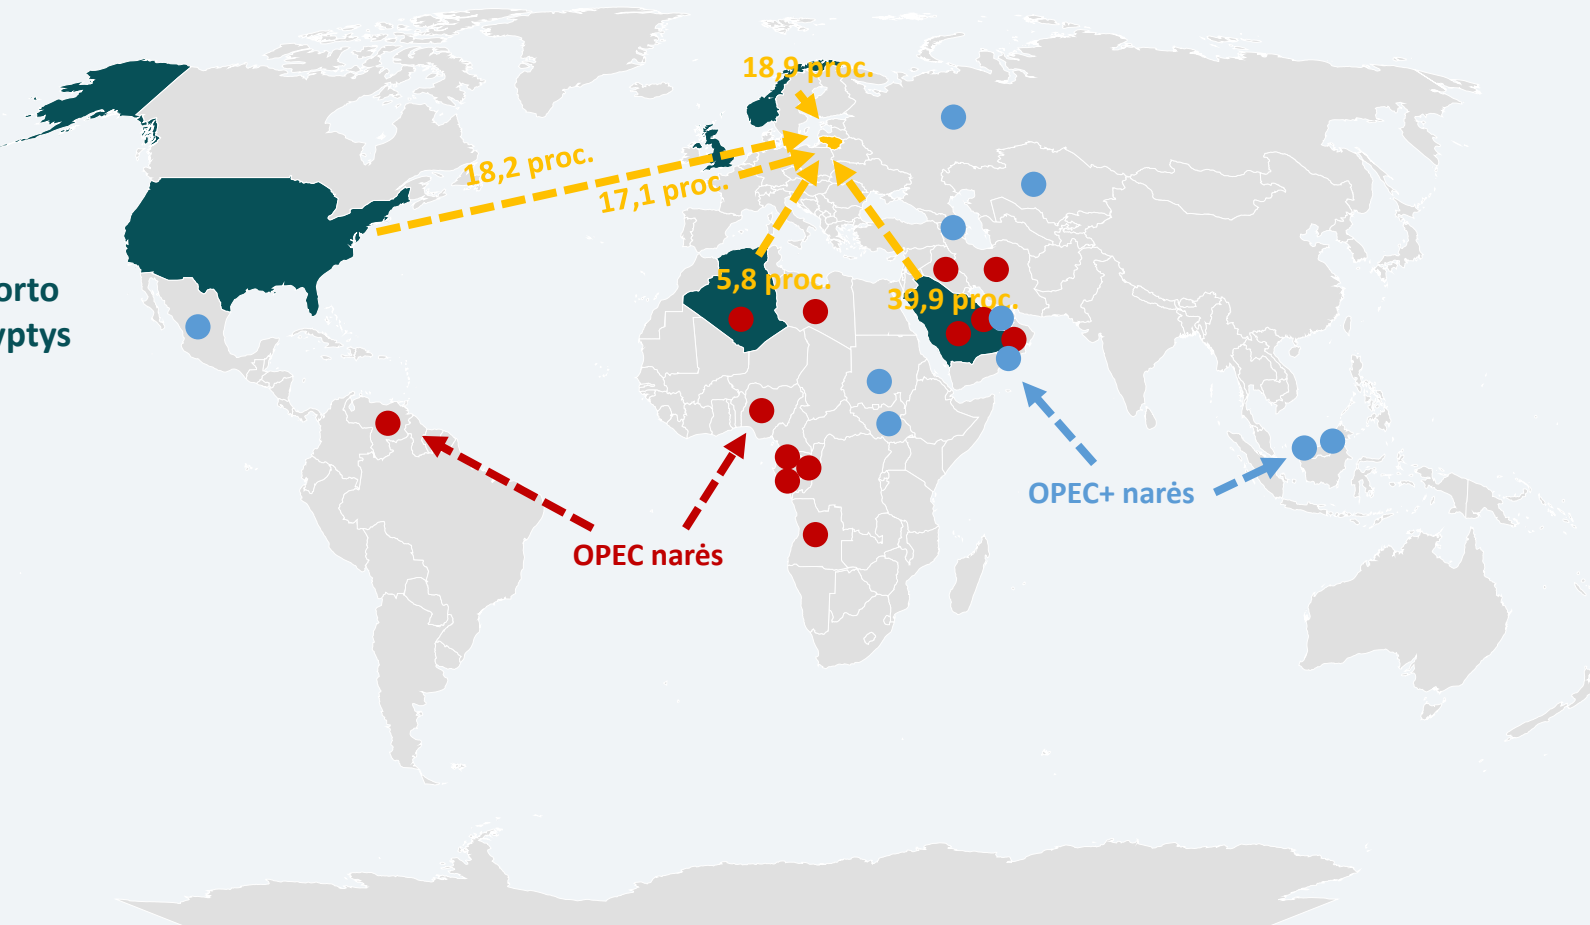 18,9 proc.
18,2 proc.
17,1 proc.
5,8 proc.
39,9 proc.
orto
yptys
OPEC+ narės
OPEC narės